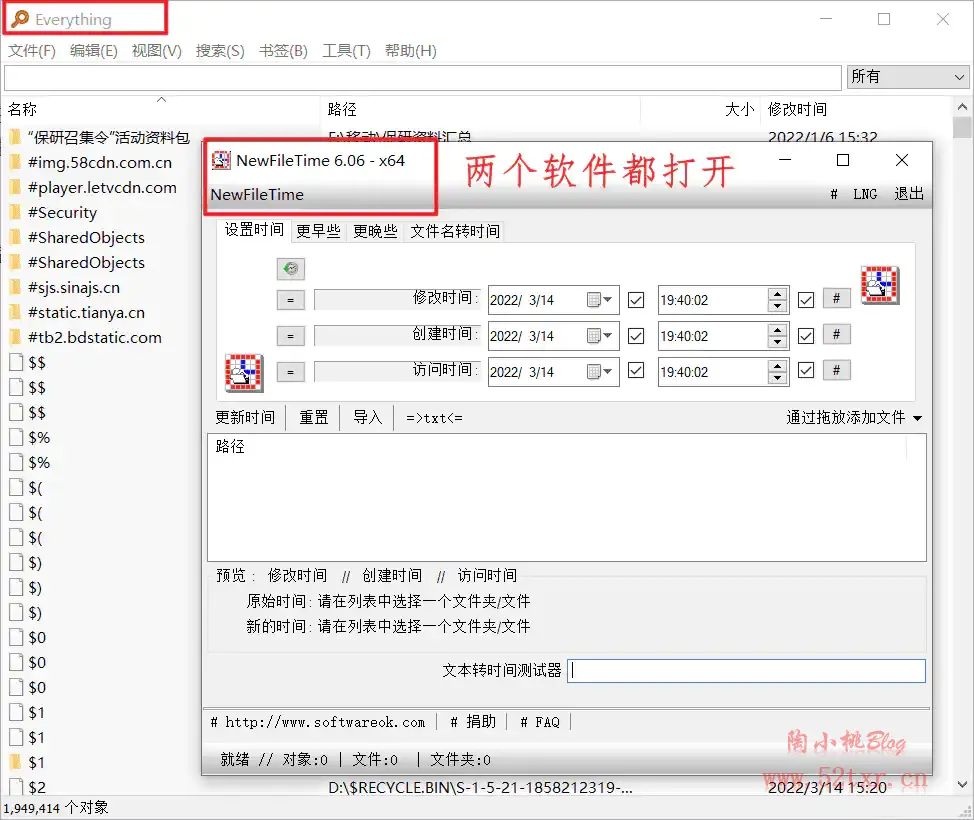 Everything
文件(F) 编辑(E) 视图(V) 搜索(S) 书签(B) 工具(T) 帮助(H)
所有
名称 路径 大小 修改时间
“保研召集令”活动资料包 F:\移动\保研资料汇总 2022/1/6 15:32
#img.58cdn.com.cn
#player.letvcdn.com
#Security
#SharedObjects
#SharedObjects
#sjs.sinajs.cn
#static.tianya.cn
#tb2.bdstatic.com
$$
$$
$$
$%
$%
$(
$(
$(
$)
$)
$)
$0
$0
$0
$1
$1
$1
$2 D:\$RECYCLE.BIN\S-1-5-21-1858212319-... 2022/3/14 15:20
1,949,414 个对象
NewFileTime 6.06 - x64
两个软件都打开
NewFileTime # LNG 退出
设置时间 更早些 更晚些 文件名转时间
= 修改时间: 2022/ 3/14 19:40:02 #
= 创建时间: 2022/ 3/14 19:40:02 #
= 访问时间: 2022/ 3/14 19:40:02 #
更新时间 重置 导入 =>txt<= 通过拖放添加文件
路径
预览 : 修改时间 // 创建时间 // 访问时间
原始时间: 请在列表中选择一个文件夹/文件
新的时间: 请在列表中选择一个文件夹/文件
文本转时间测试器
# http://www.softwareok.com # 捐助 # FAQ
就绪 // 对象:0 | 文件:0 | 文件夹:0
陶小桃Blog
www.52txr.cn